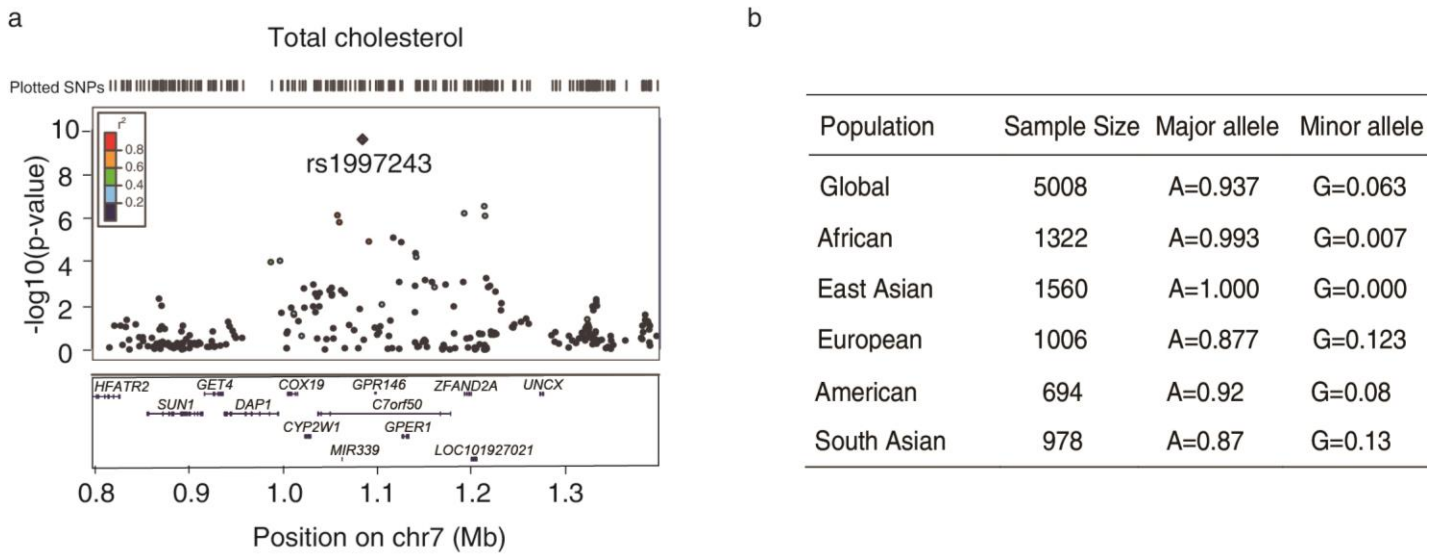 a
Total cholesterol
Plotted SNPs
r²
0.8
0.6
0.4
0.2
10
8
6
4
2
0
-log10(p-value)
rs1997243
HFATR2 GET4 COX19 GPR146 ZFAND2A UNCX
SUN1 DAP1 C7orf50
CYP2W1 GPER1
MIR339 LOC101927021
0.8 0.9 1.0 1.1 1.2 1.3
Position on chr7 (Mb)
b
Population Sample Size Major allele Minor allele
Global 5008 A=0.937 G=0.063
African 1322 A=0.993 G=0.007
East Asian 1560 A=1.000 G=0.000
European 1006 A=0.877 G=0.123
American 694 A=0.92 G=0.08
South Asian 978 A=0.87 G=0.13